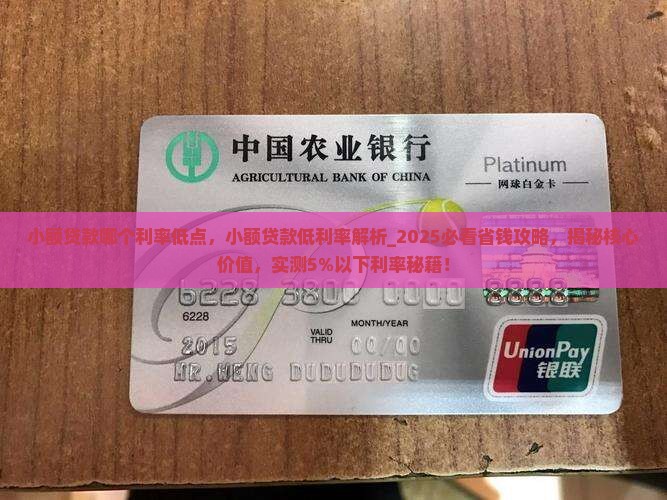 中国农业银行
AGRICULTURAL BANK OF CHINA
Platinum
网球白金卡
小额贷款哪个利率低点，小额贷款低利率解析_2025必看省钱攻略，揭秘核心
价值，实测5%以下利率秘籍！
6228 3800 8888
6228
MONTH/YEAR
VALID
THRU
2015 00/00
MR.WENG DUDUDUDUG
UnionPay
银联